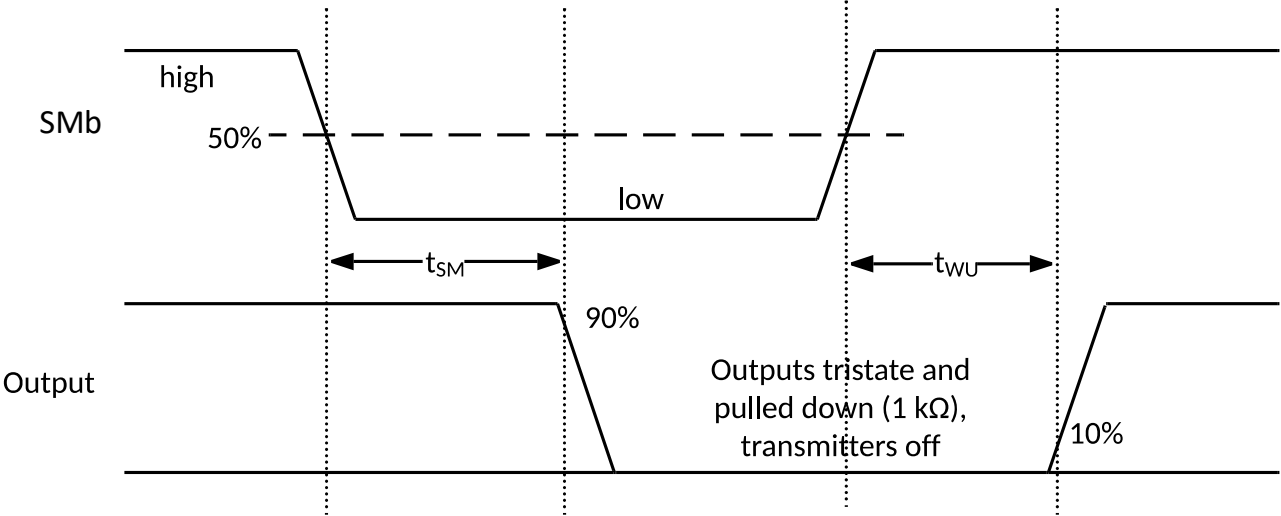 high
SMb
50%
low
tSM
tWU
90%
Output
Outputs tristate and
pulled down (1 kΩ),
transmitters off
10%